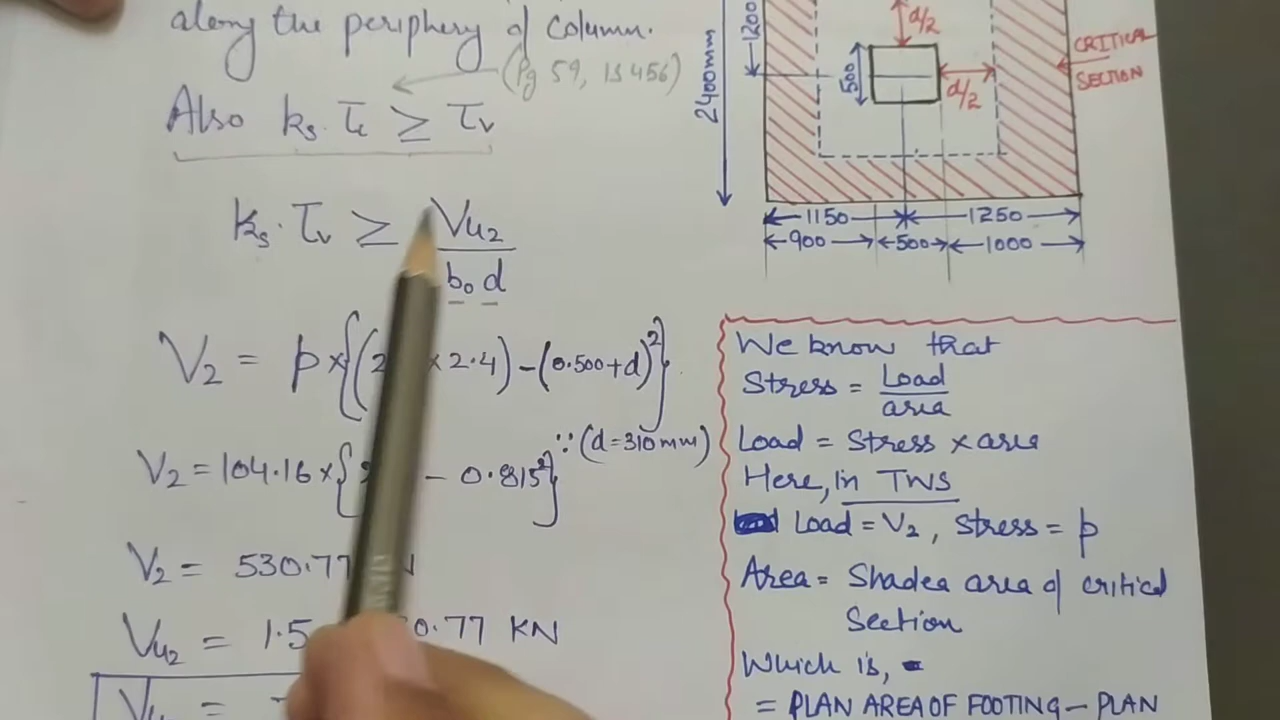 along the periphery of column.
(Pg 59, IS 456)
Also ks. τc ≥ τv
ks. τv ≥ Vu2
bo d
V2 = p×{(2 × 2.4) - (0.500+d)²}
∵ (d=310mm)
V2 = 104.16×{ - 0.815²}
V2 = 530.77
Vu2 = 1.5 0.77 KN
Vu =
d/2
1200
500
d/2
CRITICAL
SECTION
2400mm
1150 1250
900 500 1000
We know that
Stress = Load
area
Load = Stress × area
Here, in TWS
Load = V2, Stress = p
Area = Shaded area of critical
Section
Which is,
= PLAN AREA OF FOOTING - PLAN